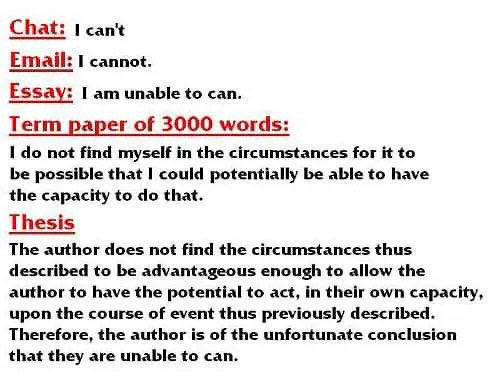 Chat: I can't
Email: I cannot.
Essay: I am unable to can.
Term paper of 3000 words:
I do not find myself in the circumstances for it to
be possible that I could potentially be able to have
the capacity to do that.
Thesis
The author does not find the circumstances thus
described to be advantageous enough to allow the
author to have the potential to act, in their own capacity,
upon the course of event thus previously described.
Therefore, the author is of the unfortunate conclusion
that they are unable to can.